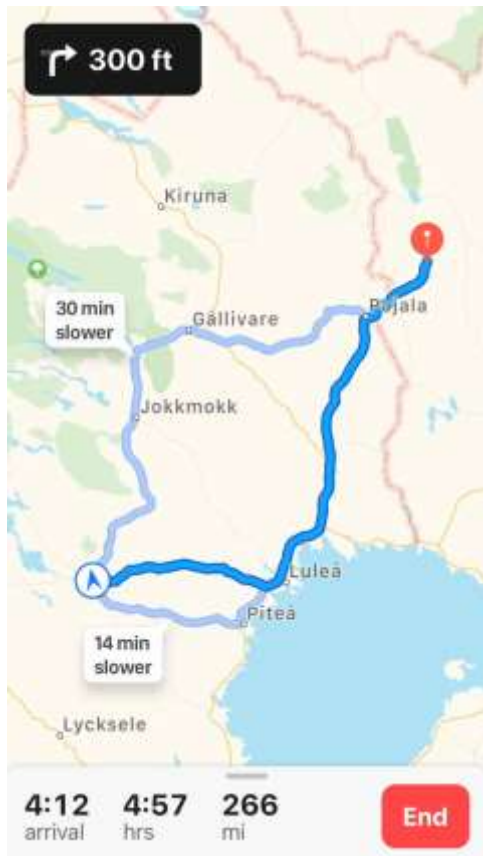 300 ft
Kiruna
30 min
slower
Gällivare
Pajala
Jokkmokk
Luleå
Piteå
14 min
slower
Lycksele
4:12 4:57 266
arrival hrs mi
End